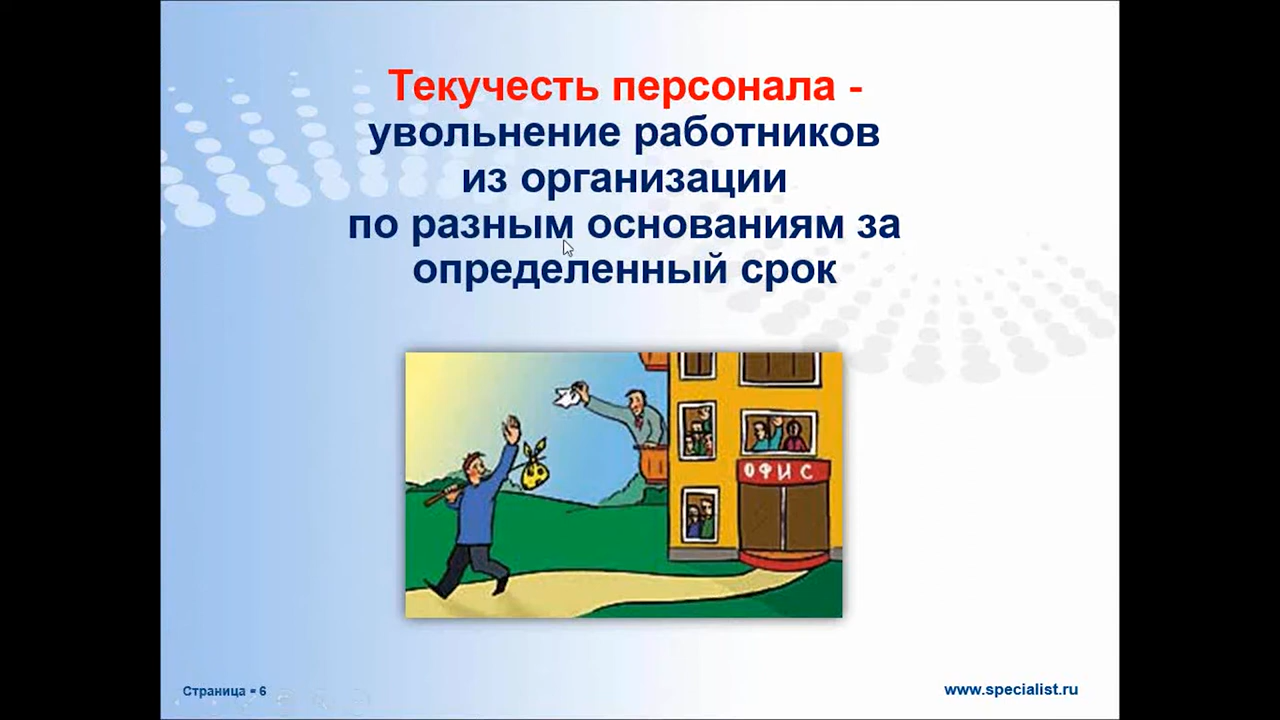 Текучесть персонала -
увольнение работников
из организации
по разным основаниям за
определенный срок
ОФИС
Страница ▪ 6
www.specialist.ru